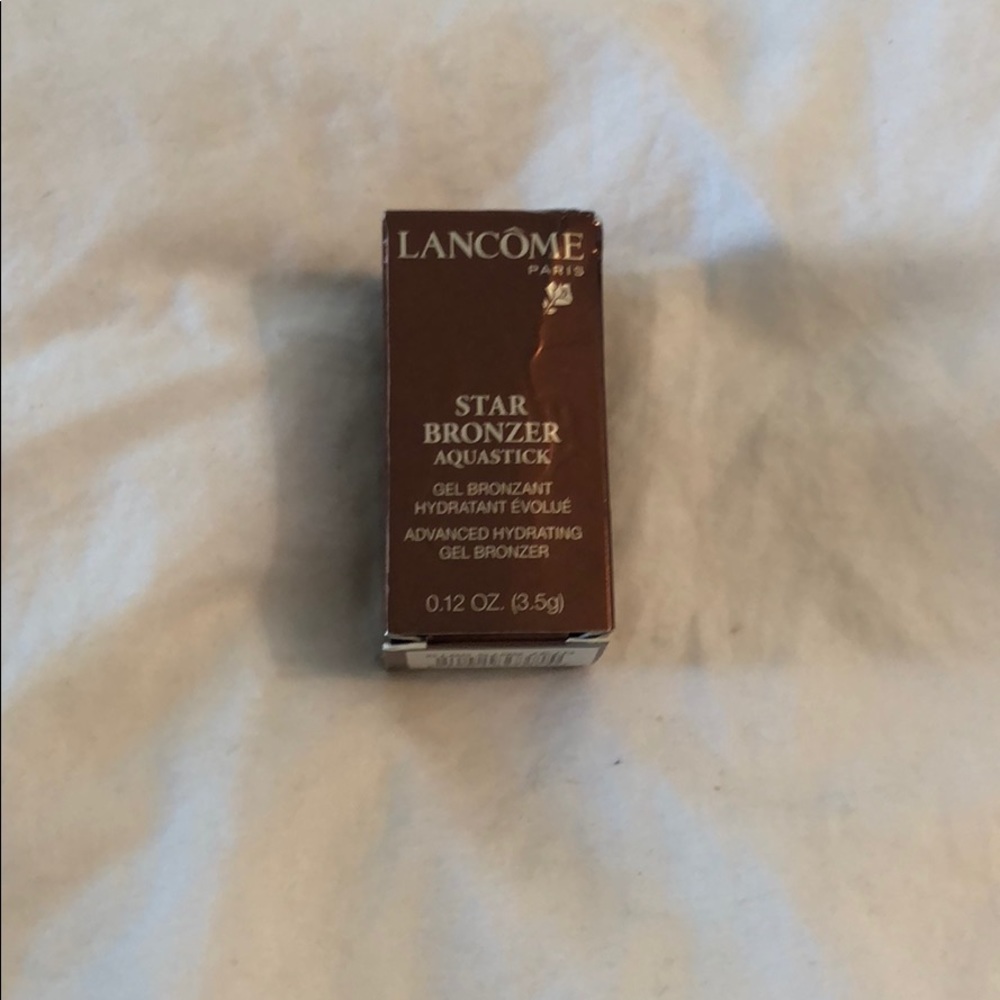 LANCÔME
PARIS
STAR
BRONZER
AQUASTICK
GEL BRONZANT
HYDRATANT ÉVOLUÉ
ADVANCED HYDRATING
GEL BRONZER
0.12 OZ. (3.5g)